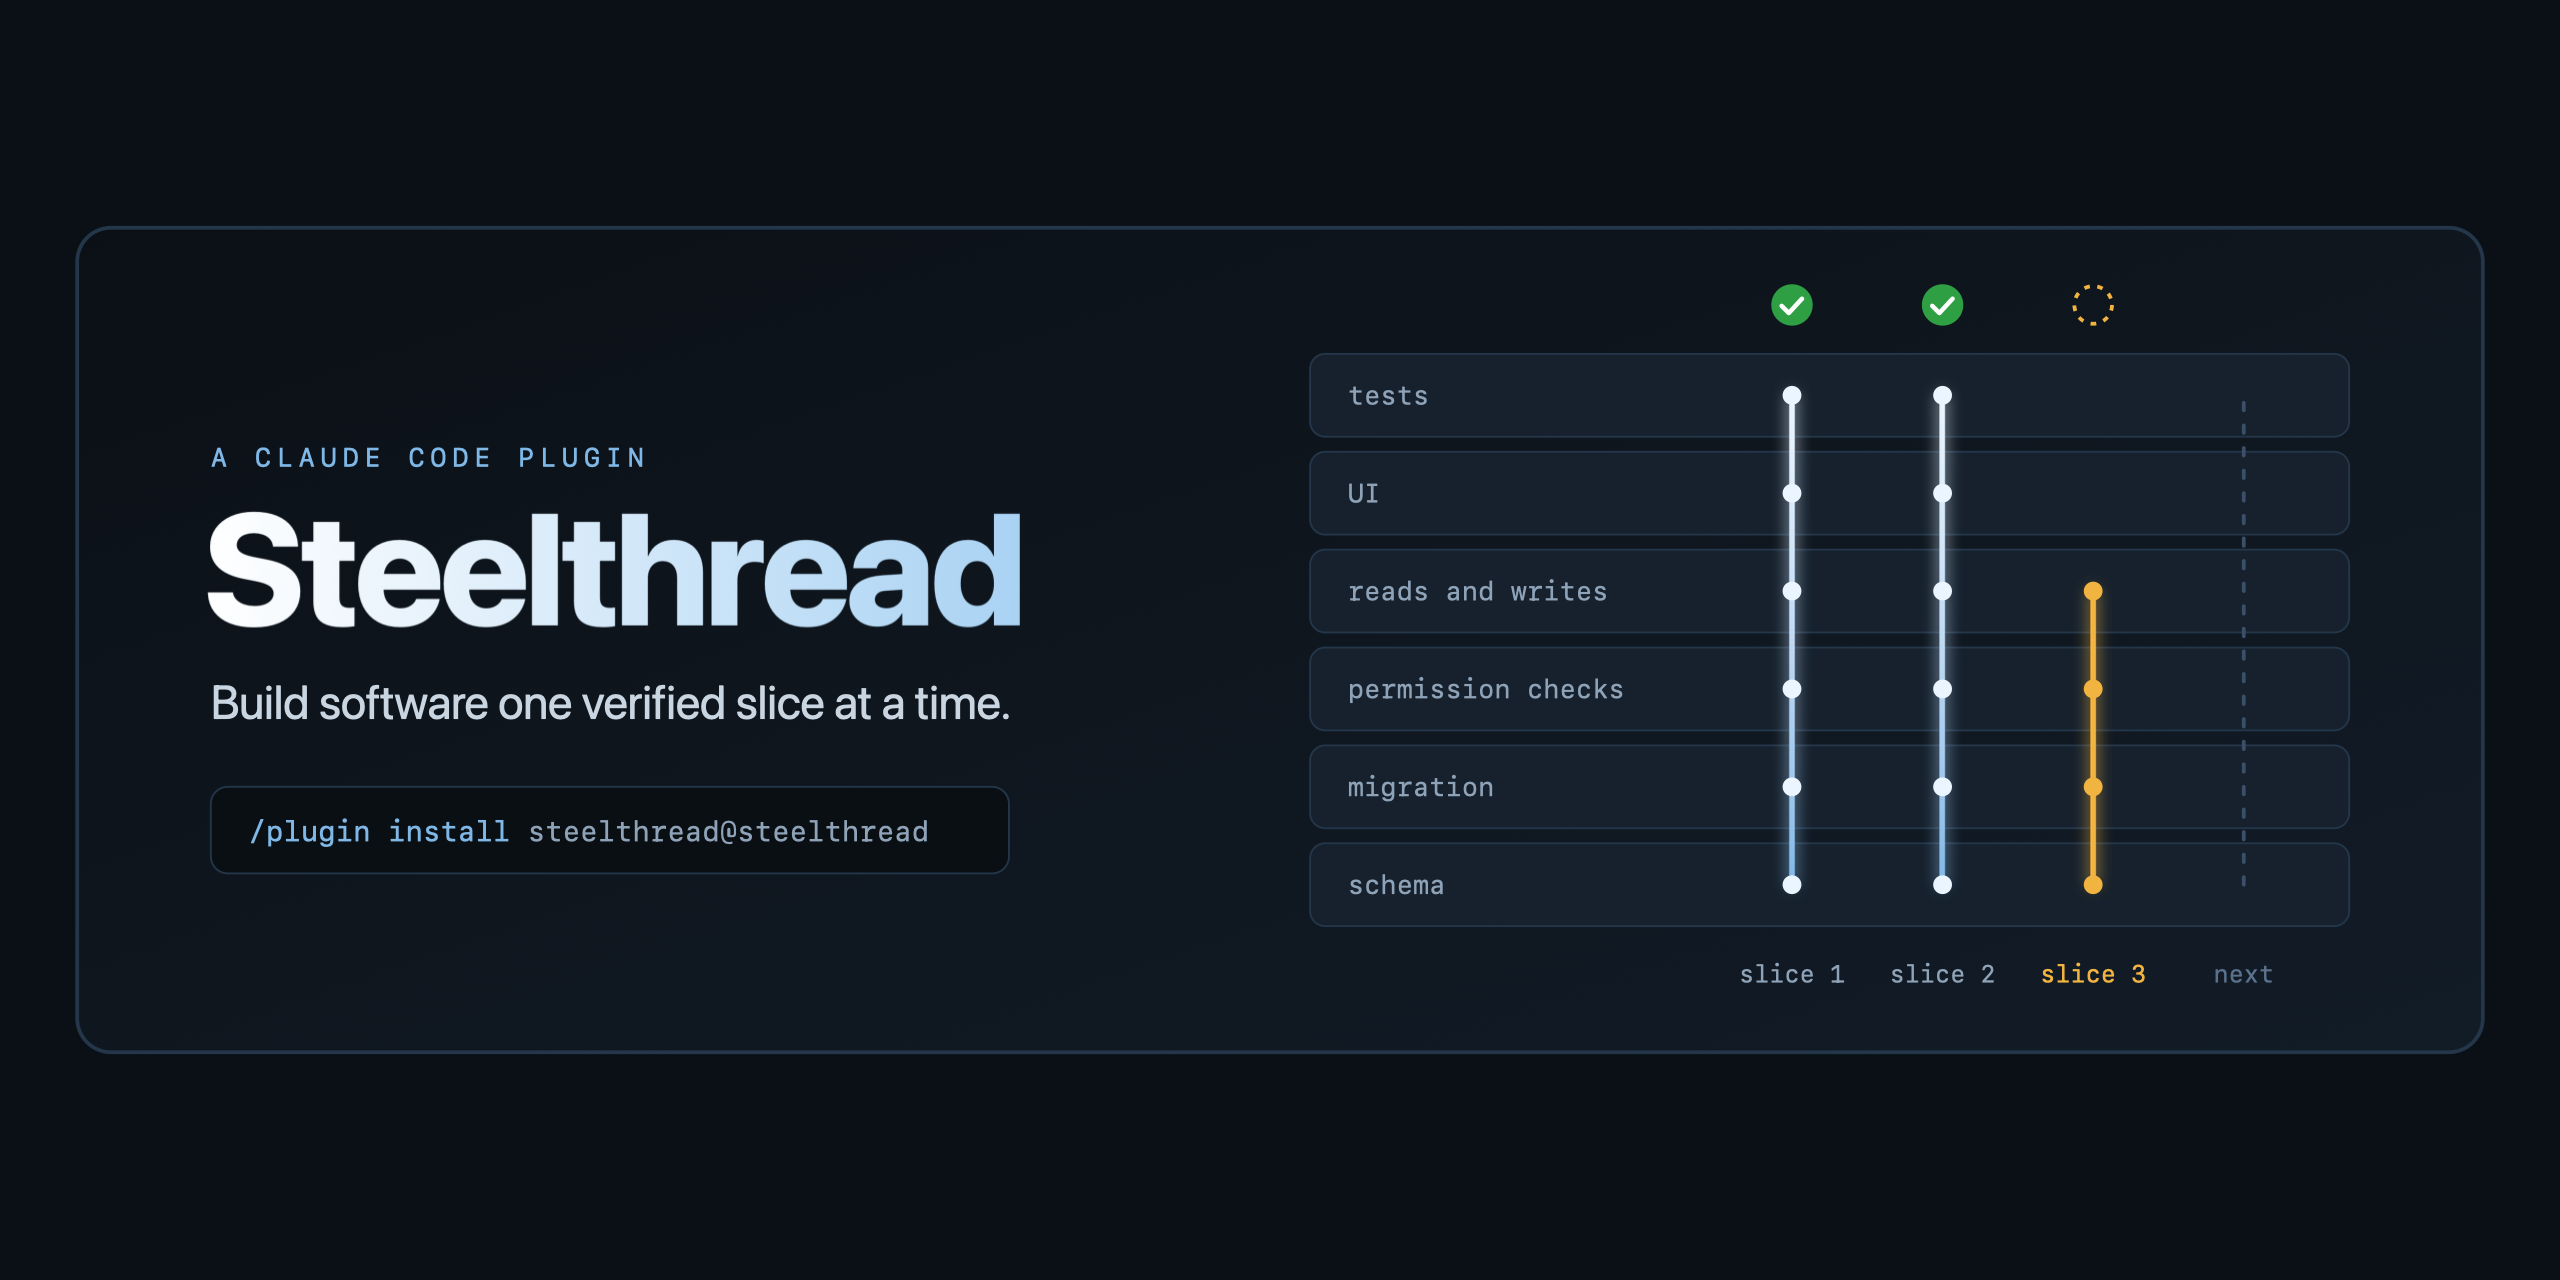 A CLAUDE CODE PLUGIN
Steelthread
Build software one verified slice at a time.
/plugin install steelthread@steelthread
tests
UI
reads and writes
permission checks
migration
schema
slice 1
slice 2
slice 3
next